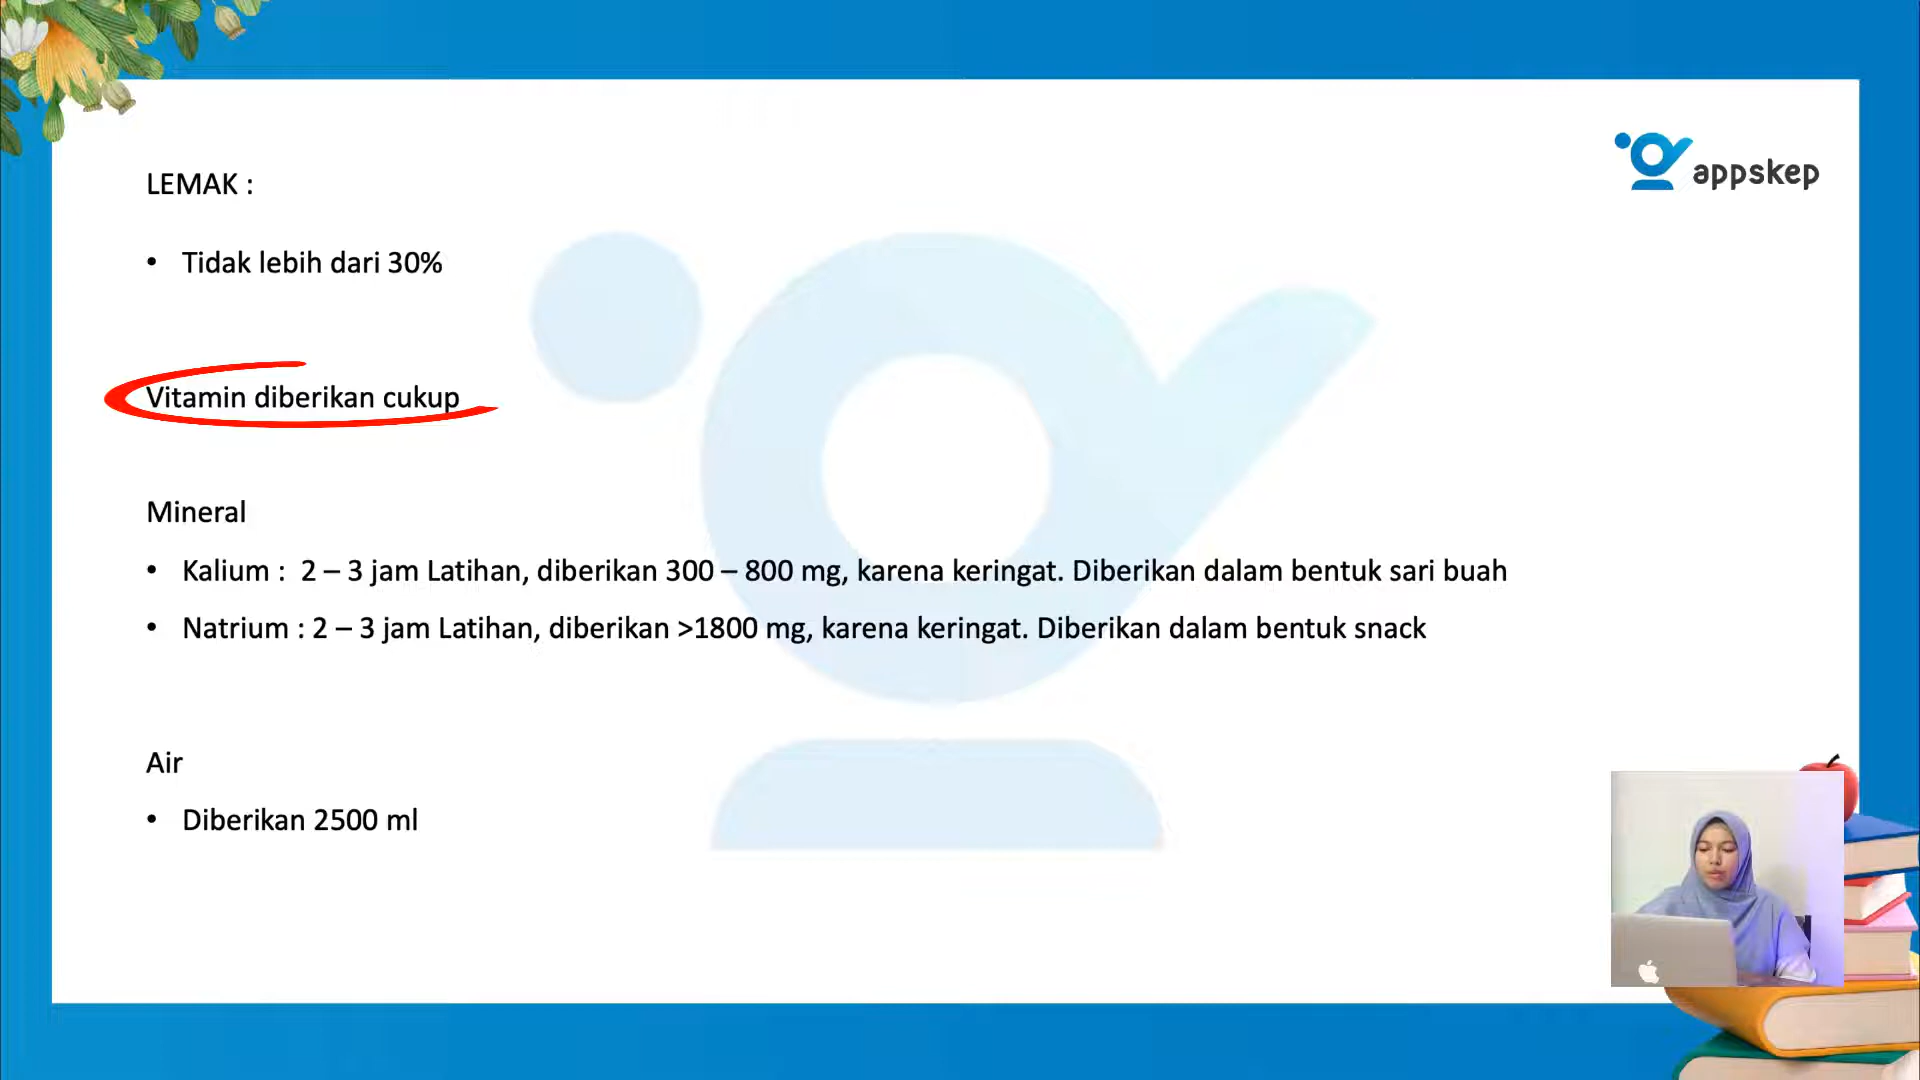 appskep
LEMAK :
• Tidak lebih dari 30%
Vitamin diberikan cukup
Mineral
• Kalium : 2 – 3 jam Latihan, diberikan 300 – 800 mg, karena keringat. Diberikan dalam bentuk sari buah
• Natrium : 2 – 3 jam Latihan, diberikan >1800 mg, karena keringat. Diberikan dalam bentuk snack
Air
• Diberikan 2500 ml